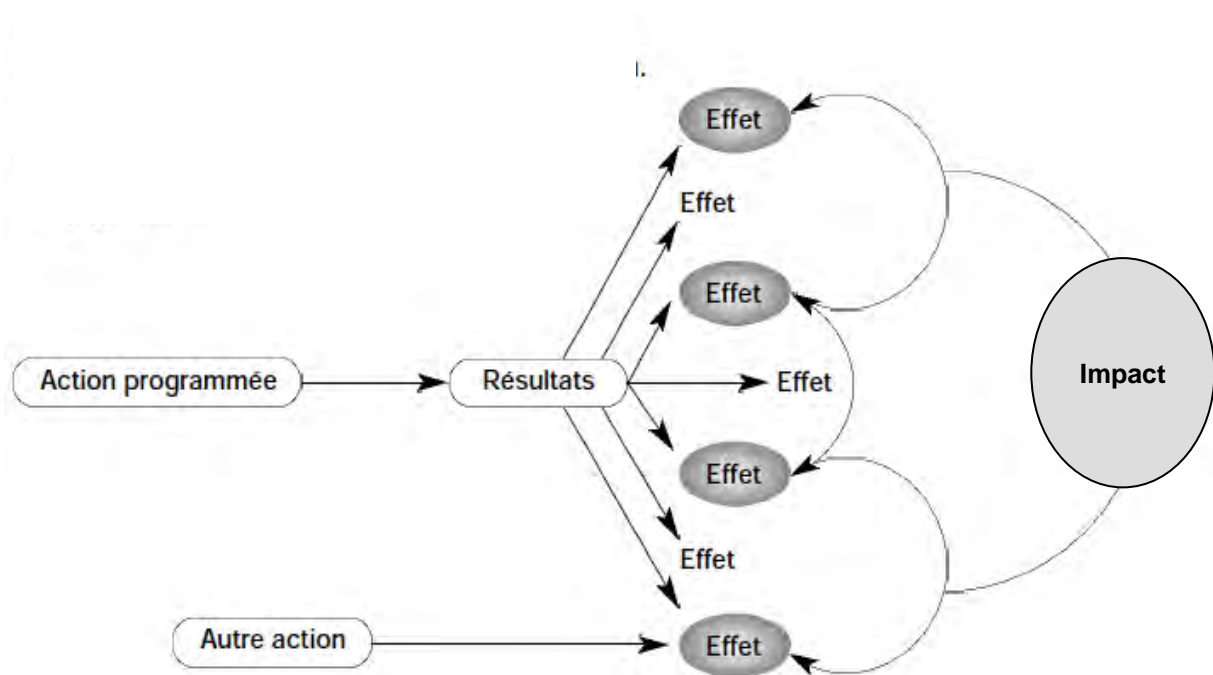 Effet
Effet
Effet
Action programmée
Résultats
Effet
Impact
Effet
Effet
Autre action
Effet